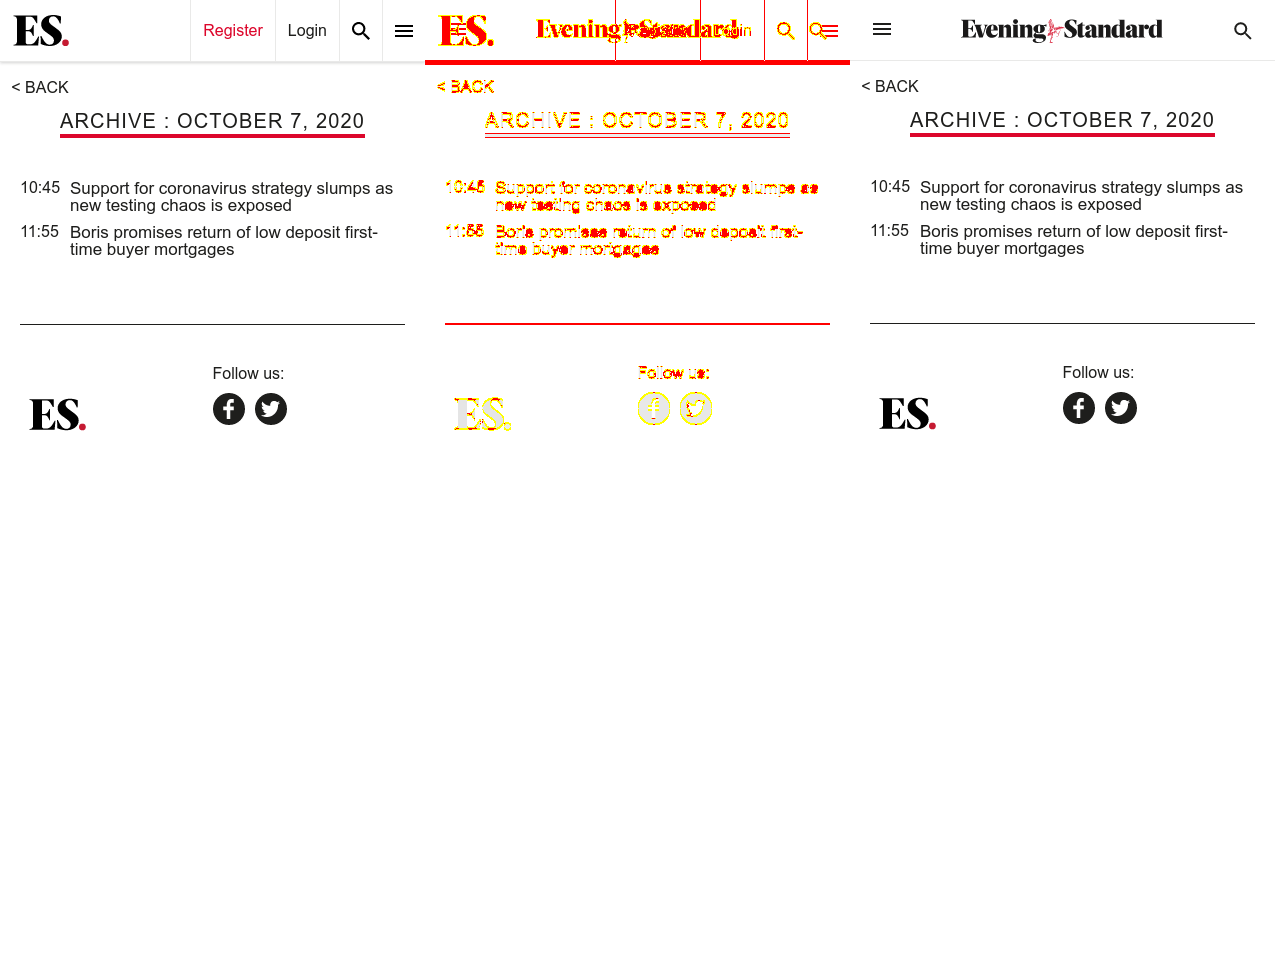 ES.
Register
Login
< BACK
ARCHIVE : OCTOBER 7, 2020
10:45 Support for coronavirus strategy slumps as
new testing chaos is exposed
11:55 Boris promises return of low deposit first-
time buyer mortgages
Follow us:
ES.
ES.
Evening Standard
Login
< BACK
ARCHIVE : OCTOBER 7, 2020
10:45 Support for coronavirus strategy slumps as
new testing chaos is exposed
11:55 Boris promises return of low deposit first-
time buyer mortgages
Follow us:
ES.
Evening Standard
< BACK
ARCHIVE : OCTOBER 7, 2020
10:45 Support for coronavirus strategy slumps as
new testing chaos is exposed
11:55 Boris promises return of low deposit first-
time buyer mortgages
Follow us:
ES.